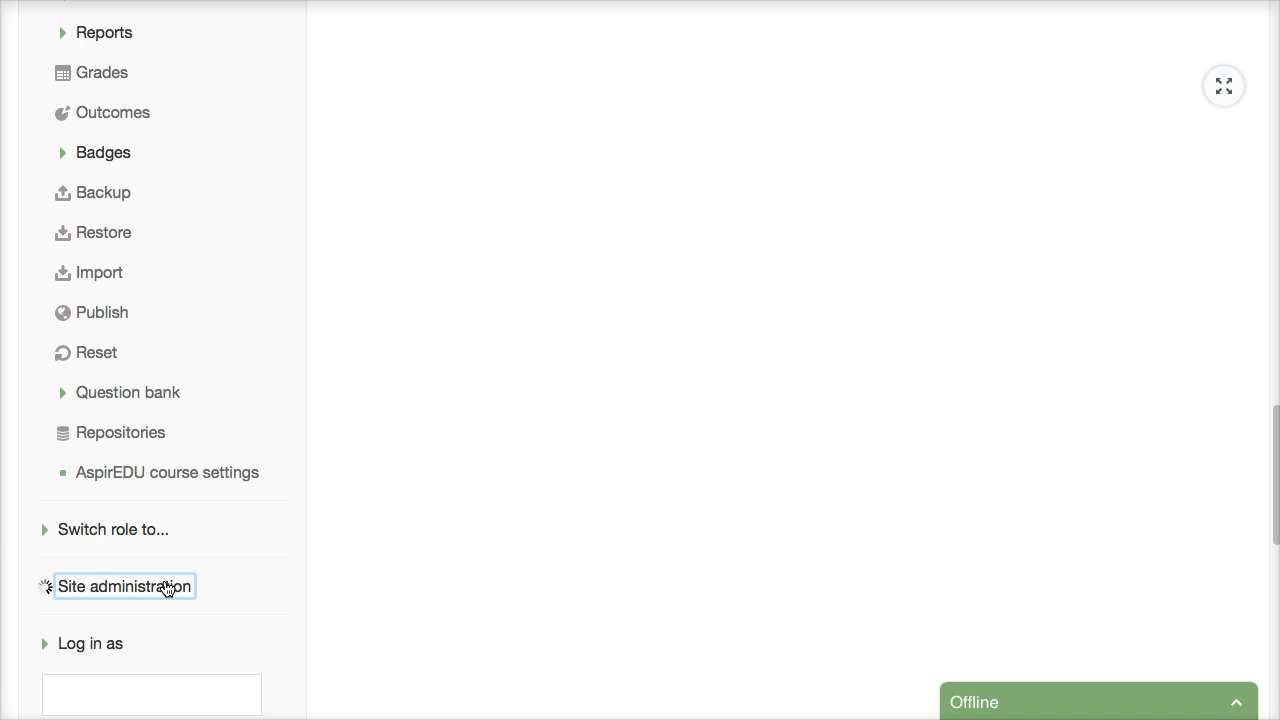 Reports
Grades
Outcomes
Badges
Backup
Restore
Import
Publish
Reset
Question bank
Repositories
AspirEDU course settings
Switch role to...
Site administration
Log in as
Offline